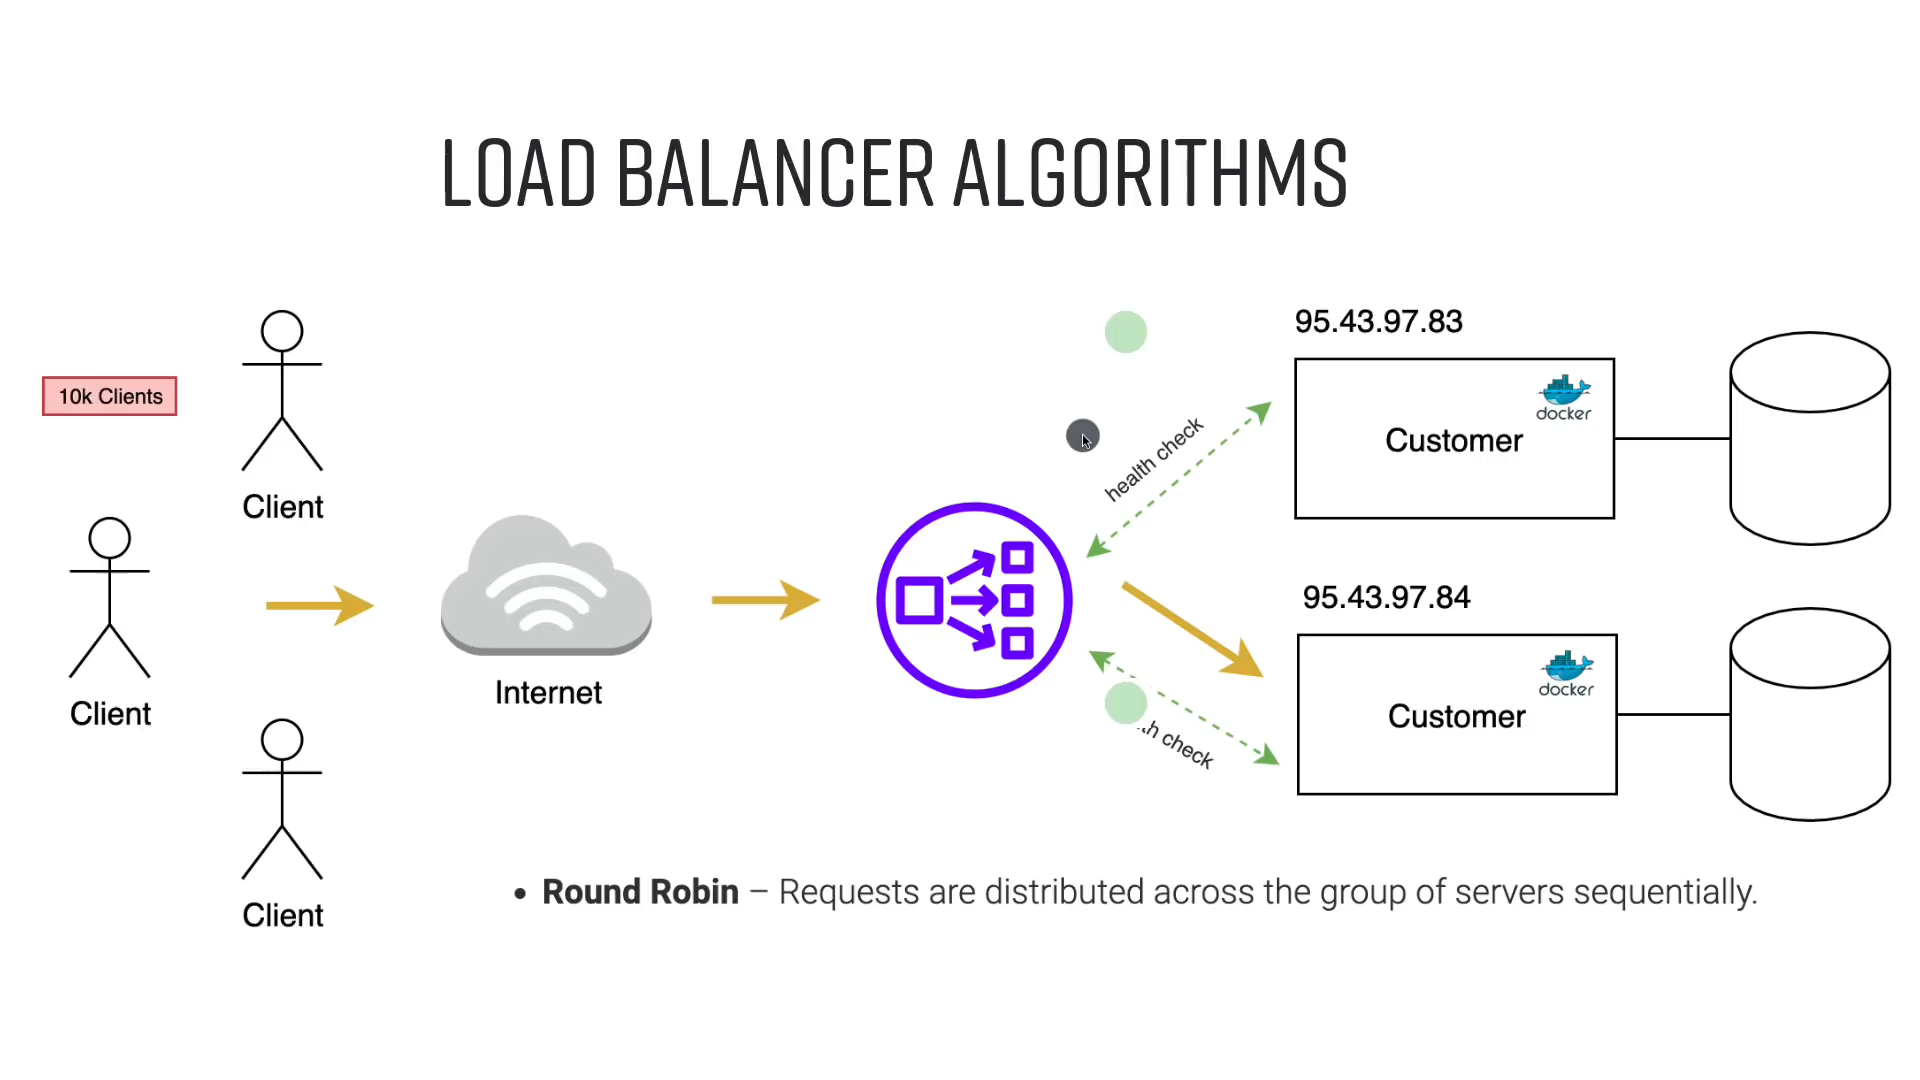 LOAD BALANCER ALGORITHMS
10k Clients
Client
Client
Client
Internet
health check
check
95.43.97.83
docker
Customer
95.43.97.84
docker
Customer
• Round Robin – Requests are distributed across the group of servers sequentially.